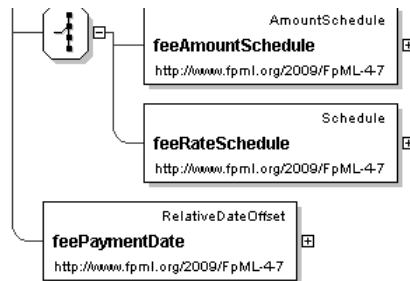 AmountSchedule
feeAmountSchedule
http://www.fpml.org/2009/FpML-4-7
Schedule
feeRateSchedule
http://www.fpml.org/2009/FpML-4-7
RelativeDateOffset
feePaymentDate
http://www.fpml.org/2009/FpML-4-7